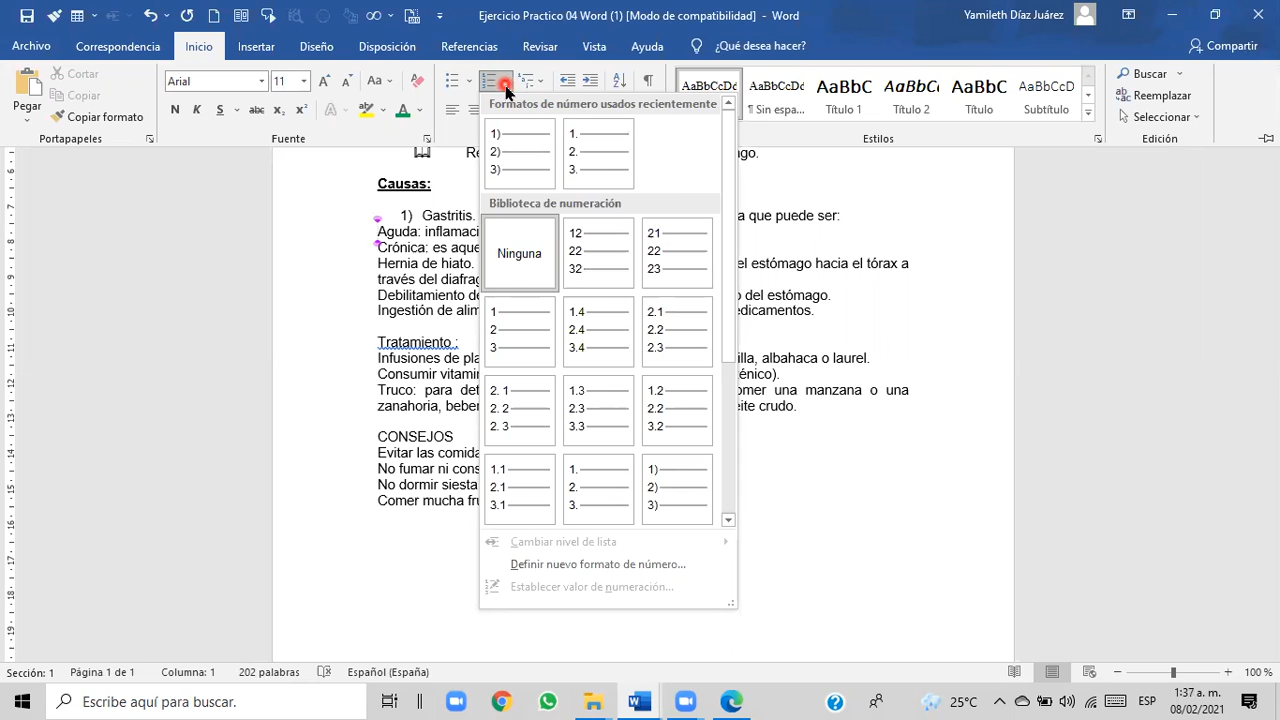 Ejercicio Practico 04 Word (1) [Modo de compatibilidad] - Word
Yamileth Díaz Juárez
Archivo Correspondencia Inicio Insertar Diseño Disposición Referencias Revisar Vista Ayuda ¿Qué desea hacer? Compartir
Pegar
Cortar
Copiar
Copiar formato
Portapapeles
Arial 11
Aa
N K S abc x₂ x²
Fuente
AaBbCcDd
AaBbCcDd ¶ Sin espa...
AaBbC Título 1
AaBbC Título 2
AaBbC Título 3
AaBbCcD Subtítulo
Estilos
Buscar
Reemplazar
Seleccionar
Edición
Formatos de número usados recientemente
1) 1.
2) 2.
3) 3.
Biblioteca de numeración
Ninguna
12 21
22 22
32 23
1 1.4 2.1
2 2.4 2.2
3 3.4 2.3
2. 1 1.3 1.2
2. 2 2.3 2.2
2. 3 3.3 3.2
1.1 1. 1)
2.1 2. 2)
3.1 3. 3)
Cambiar nivel de lista
Definir nuevo formato de número...
Establecer valor de numeración...
Re go.
Causas:
1) Gastritis. a que puede ser:
Aguda: inflamaci
Crónica: es aque
Hernia de hiato. el estómago hacia el tórax a
través del diafrag
Debilitamiento de o del estómago.
Ingestión de alim edicamentos.
Tratamiento :
Infusiones de pla illa, albahaca o laurel.
Consumir vitamin énico).
Truco: para det omer una manzana o una
zanahoria, beber eite crudo.
CONSEJOS
Evitar las comida
No fumar ni cons
No dormir siesta
Comer mucha fru
Sección: 1 Página 1 de 1 Columna: 1 202 palabras Español (España) 100 %
Escribe aquí para buscar.
25°C
ESP
1:37 a. m.
08/02/2021